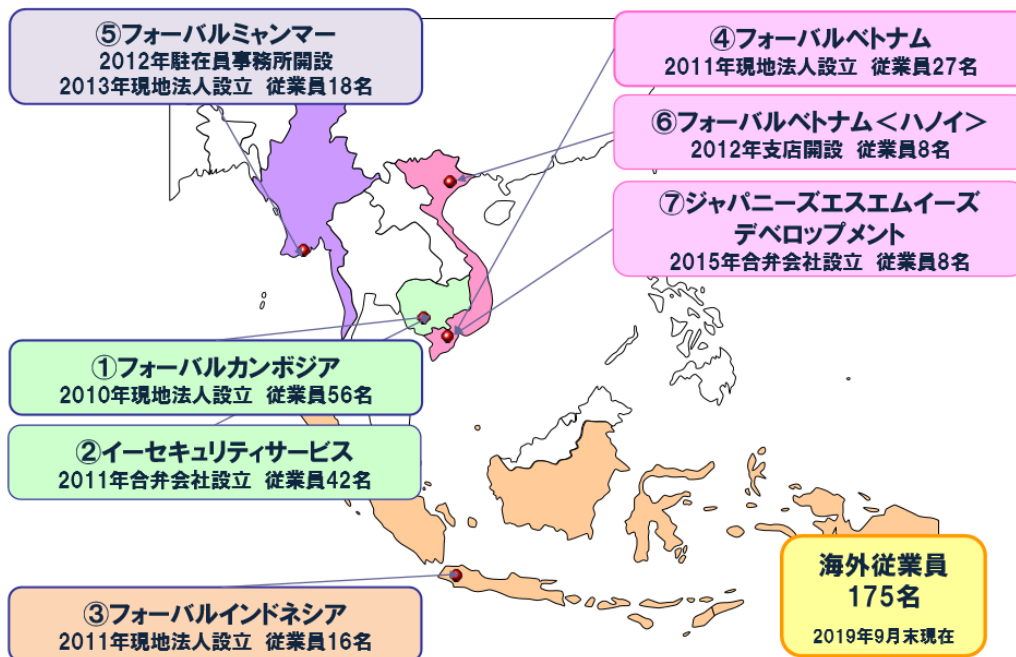 ⑤フォーバルミャンマー
2012年駐在員事務所開設
2013年現地法人設立 従業員18名
④フォーバルベトナム
2011年現地法人設立 従業員27名
⑥フォーバルベトナム＜ハノイ＞
2012年支店開設 従業員8名
⑦ジャパニーズエスエムイーズ
デベロップメント
2015年合弁会社設立 従業員8名
①フォーバルカンボジア
2010年現地法人設立 従業員56名
②イーセキュリティサービス
2011年合弁会社設立 従業員42名
③フォーバルインドネシア
2011年現地法人設立 従業員16名
海外従業員
175名
2019年9月末現在